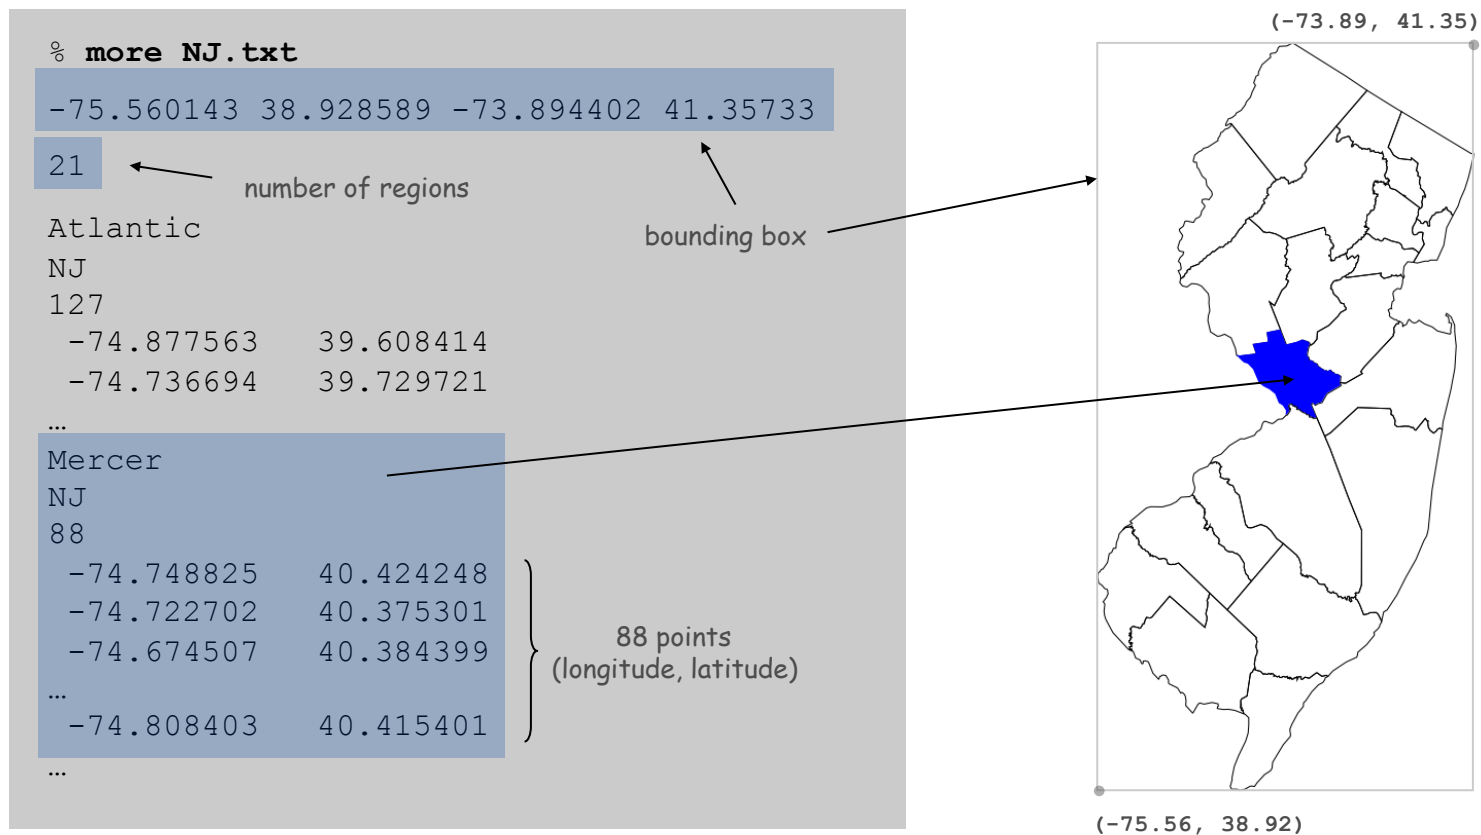 % more NJ.txt
-75.560143 38.928589 -73.894402 41.35733
21
number of regions
bounding box
Atlantic
NJ
127
-74.877563 39.608414
-74.736694 39.729721
…
Mercer
NJ
88
-74.748825 40.424248
-74.722702 40.375301
-74.674507 40.384399
…
-74.808403 40.415401
…
88 points
(longitude, latitude)
(-73.89, 41.35)
(-75.56, 38.92)